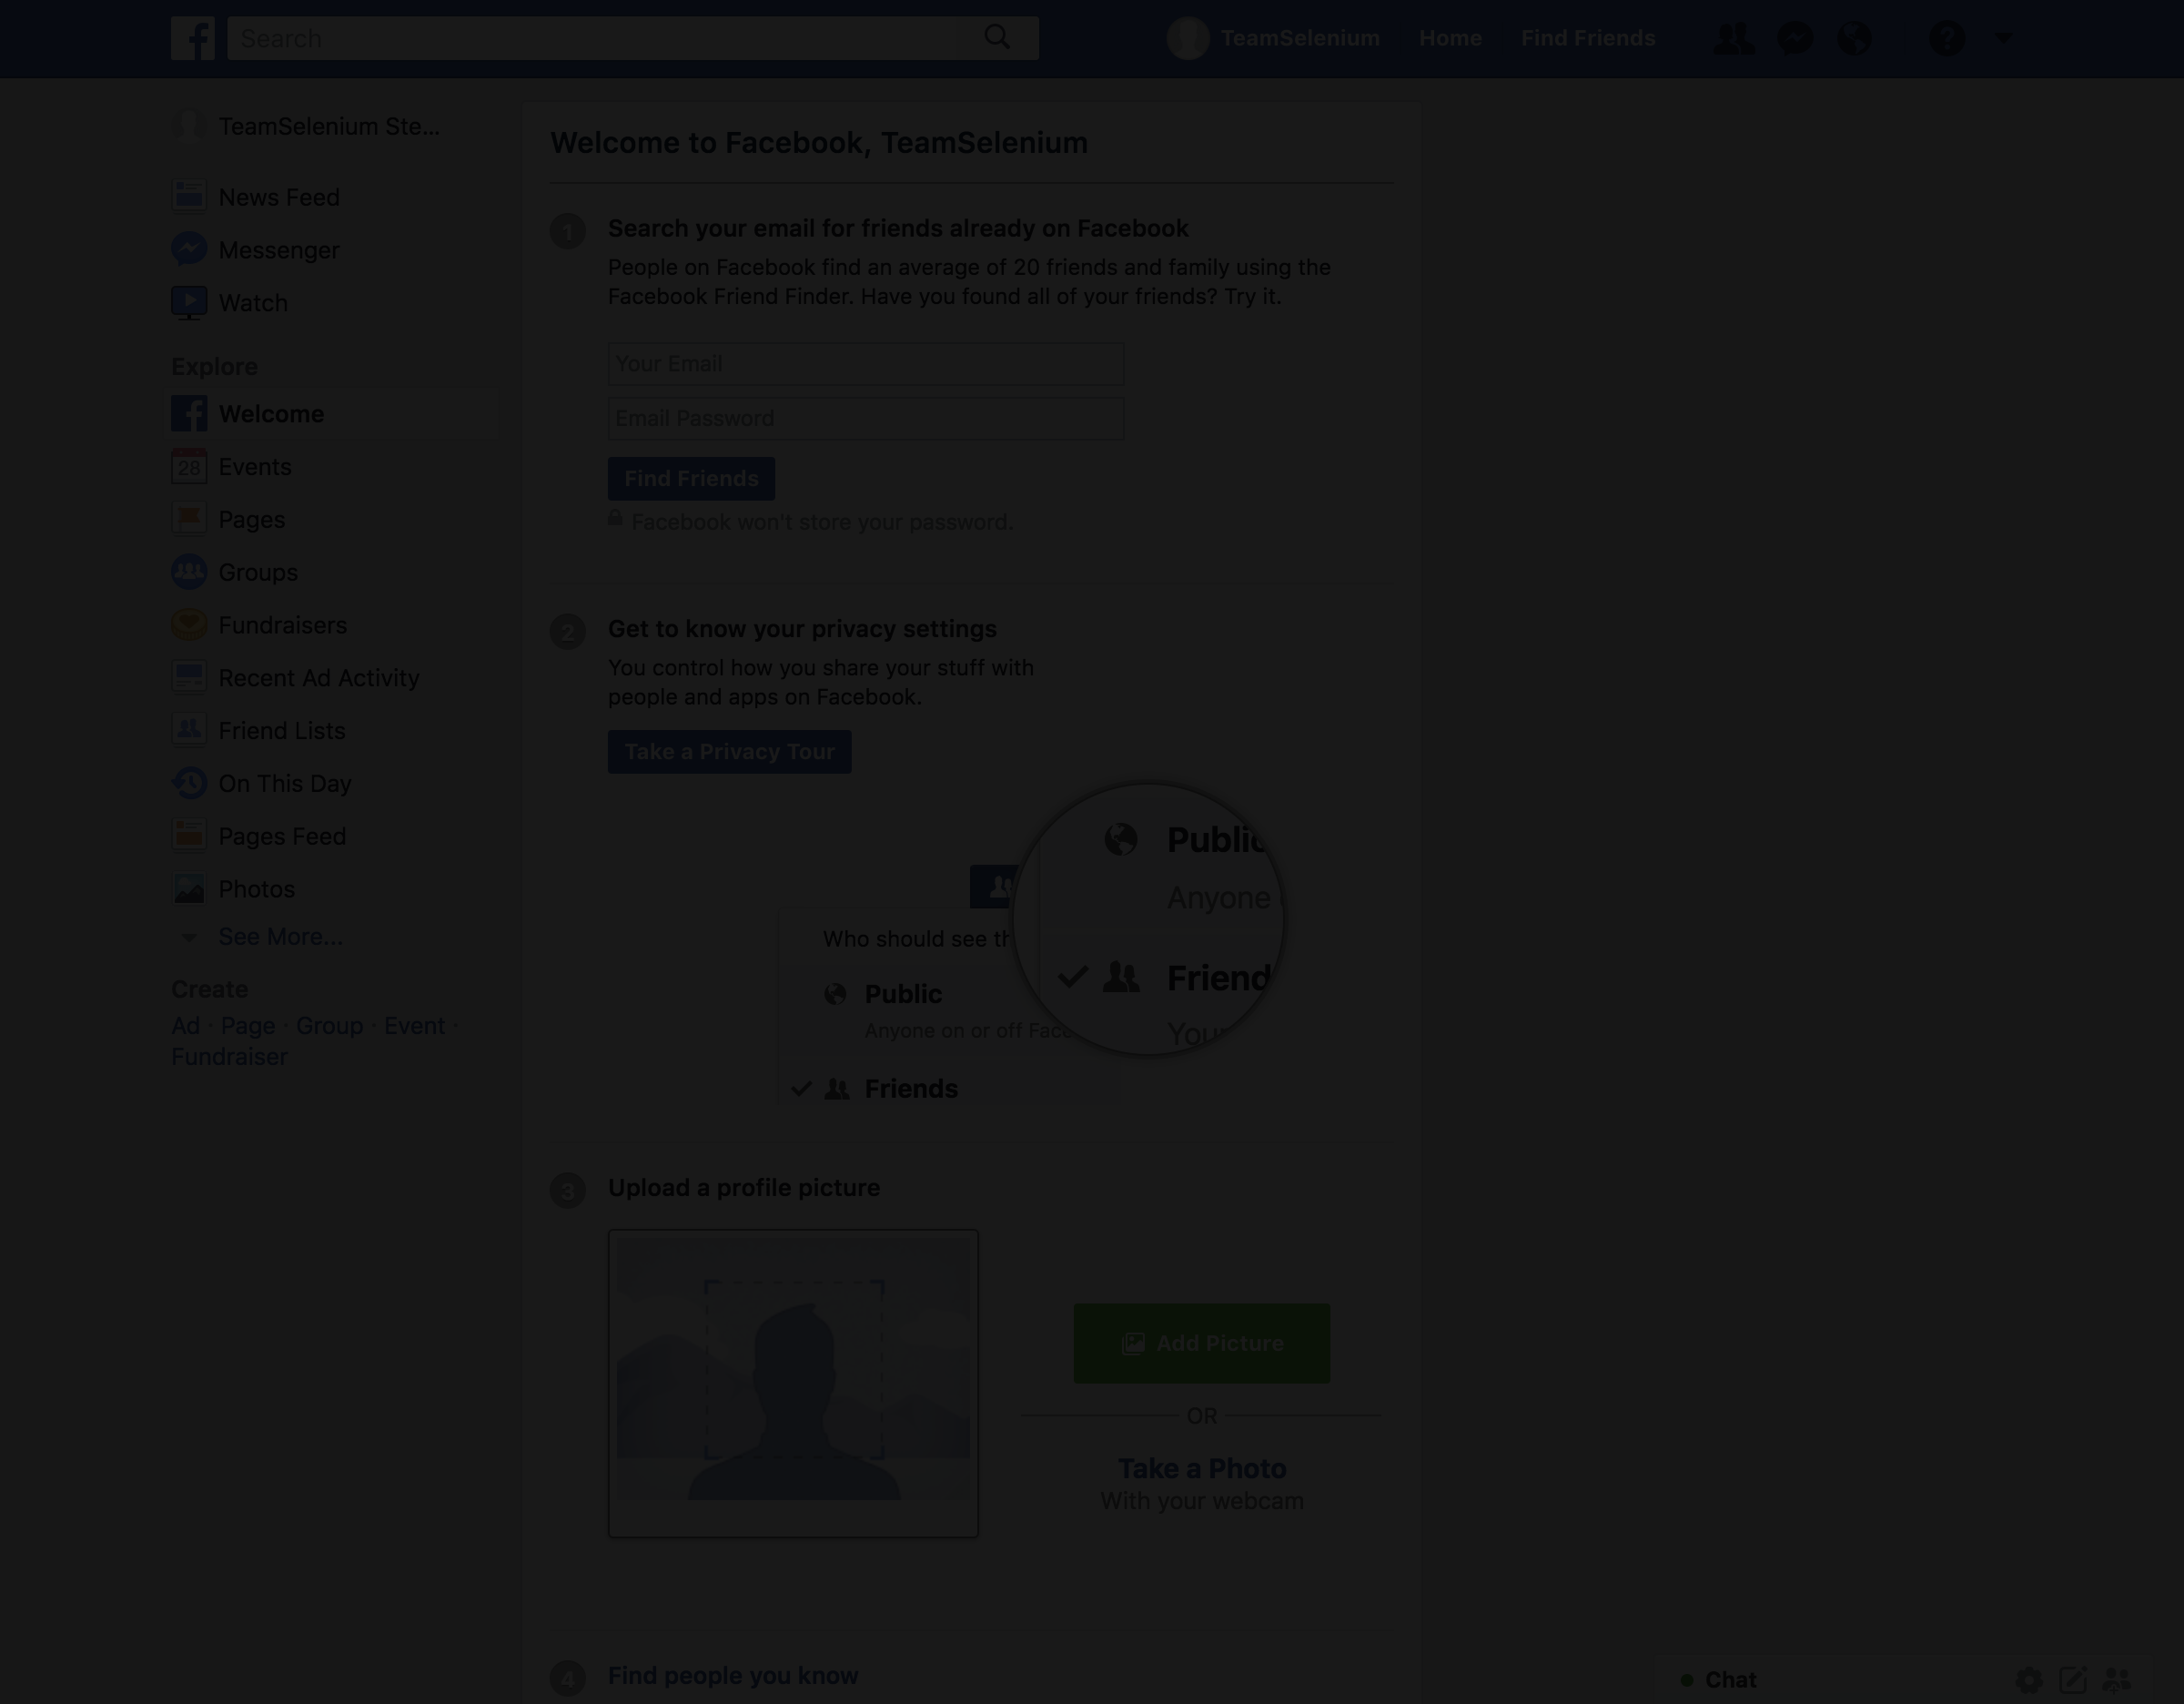 Search
TeamSelenium
Home
Find Friends
TeamSelenium Ste...
News Feed
Messenger
Watch
Explore
Welcome
28
Events
Pages
Groups
Fundraisers
Recent Ad Activity
Friend Lists
On This Day
Pages Feed
Photos
See More...
Create
Ad · Page · Group · Event ·
Fundraiser
Welcome to Facebook, TeamSelenium
1
Search your email for friends already on Facebook
People on Facebook find an average of 20 friends and family using the
Facebook Friend Finder. Have you found all of your friends? Try it.
Your Email
Email Password
Find Friends
Facebook won't store your password.
2
Get to know your privacy settings
You control how you share your stuff with
people and apps on Facebook.
Take a Privacy Tour
Who should see th
Public
Anyone on or off Face
Friends
Public
Anyone
Friend
Your
3
Upload a profile picture
Add Picture
OR
Take a Photo
With your webcam
4
Find people you know
Chat